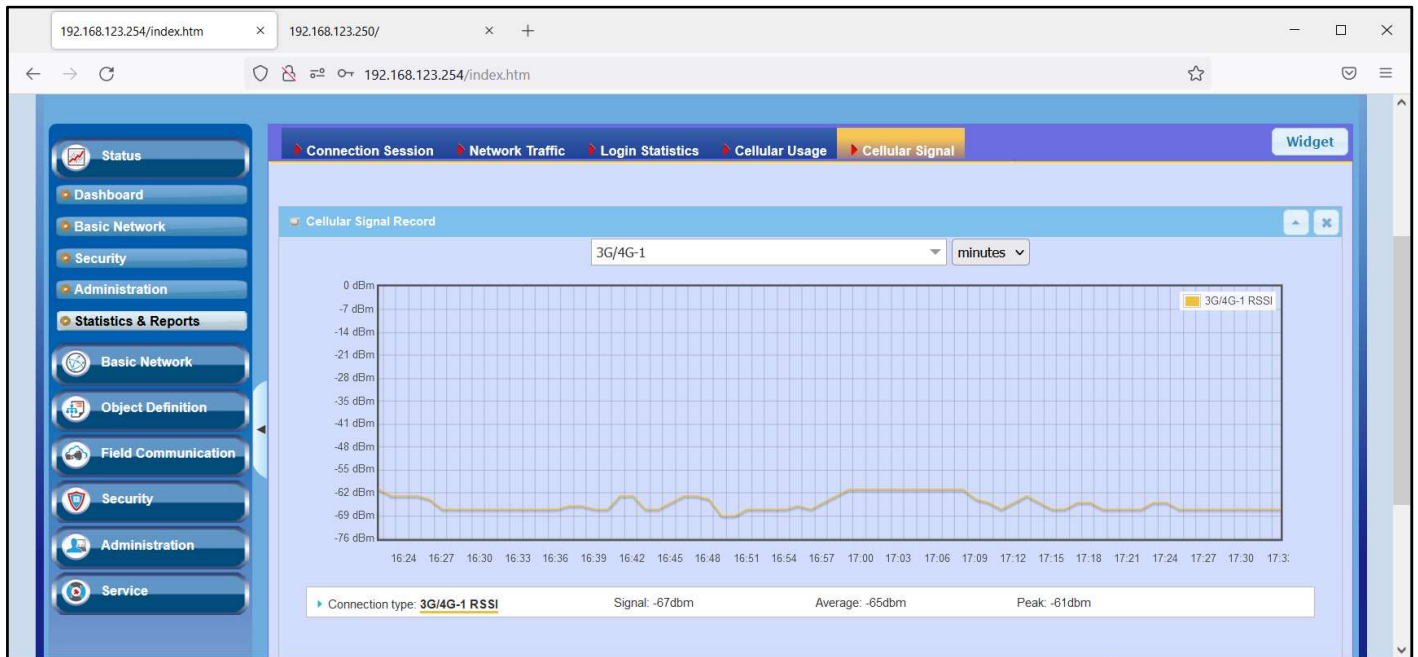 192.168.123.254/index.htm
192.168.123.250/
192.168.123.254/index.htm
Status
Dashboard
Basic Network
Security
Administration
Statistics & Reports
Basic Network
Object Definition
Field Communication
Security
Administration
Service
Connection Session Network Traffic Login Statistics Cellular Usage Cellular Signal
Widget
Cellular Signal Record
3G/4G-1 minutes
3G/4G-1 RSSI
0 dBm
-7 dBm
-14 dBm
-21 dBm
-28 dBm
-35 dBm
-41 dBm
-48 dBm
-55 dBm
-62 dBm
-69 dBm
-76 dBm
16:24 16:27 16:30 16:33 16:36 16:39 16:42 16:45 16:48 16:51 16:54 16:57 17:00 17:03 17:06 17:09 17:12 17:15 17:18 17:21 17:24 17:27 17:30
Connection type: 3G/4G-1 RSSI Signal: -67dbm Average: -65dbm Peak: -61dbm